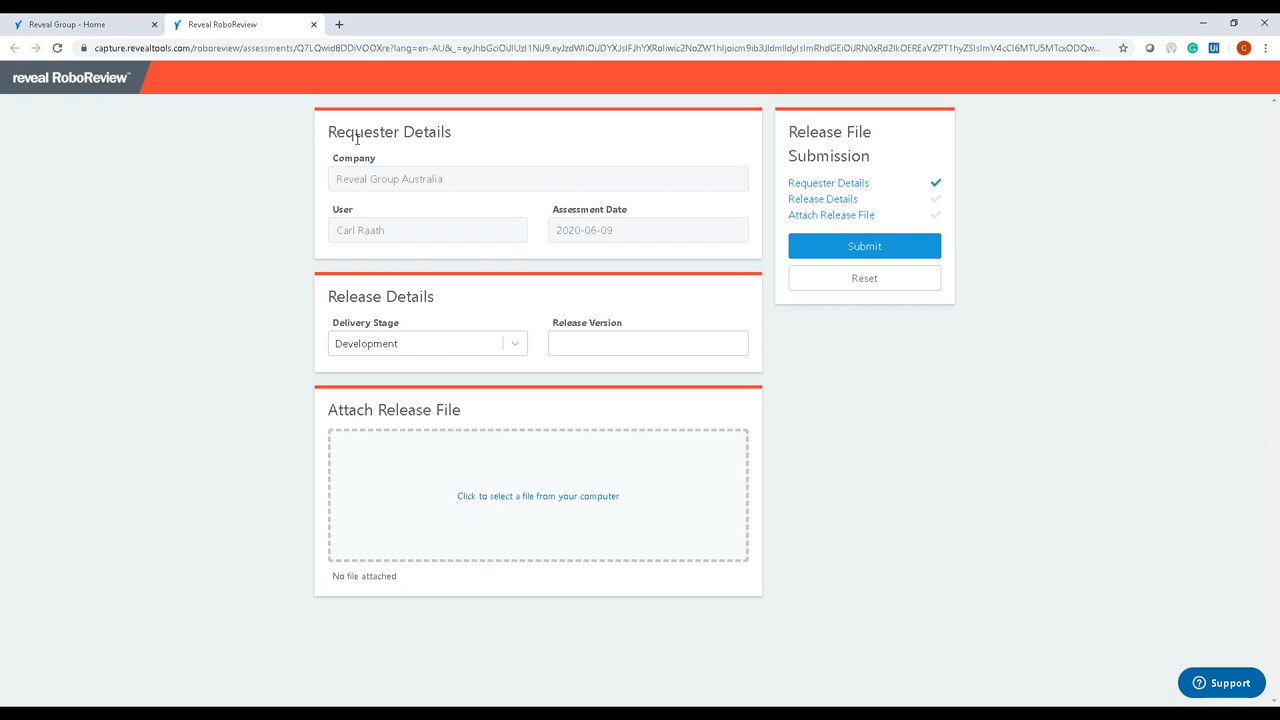 Reveal Group - Home
Reveal RoboReview
reveal RoboReview™
Requester Details
Company
Reveal Group Australia
User
Assessment Date
Carl Raath
2020-06-09
Release Details
Delivery Stage
Release Version
Development
Attach Release File
Click to select a file from your computer
No file attached
Release File
Submission
Requester Details
Release Details
Attach Release File
Submit
Reset
Support